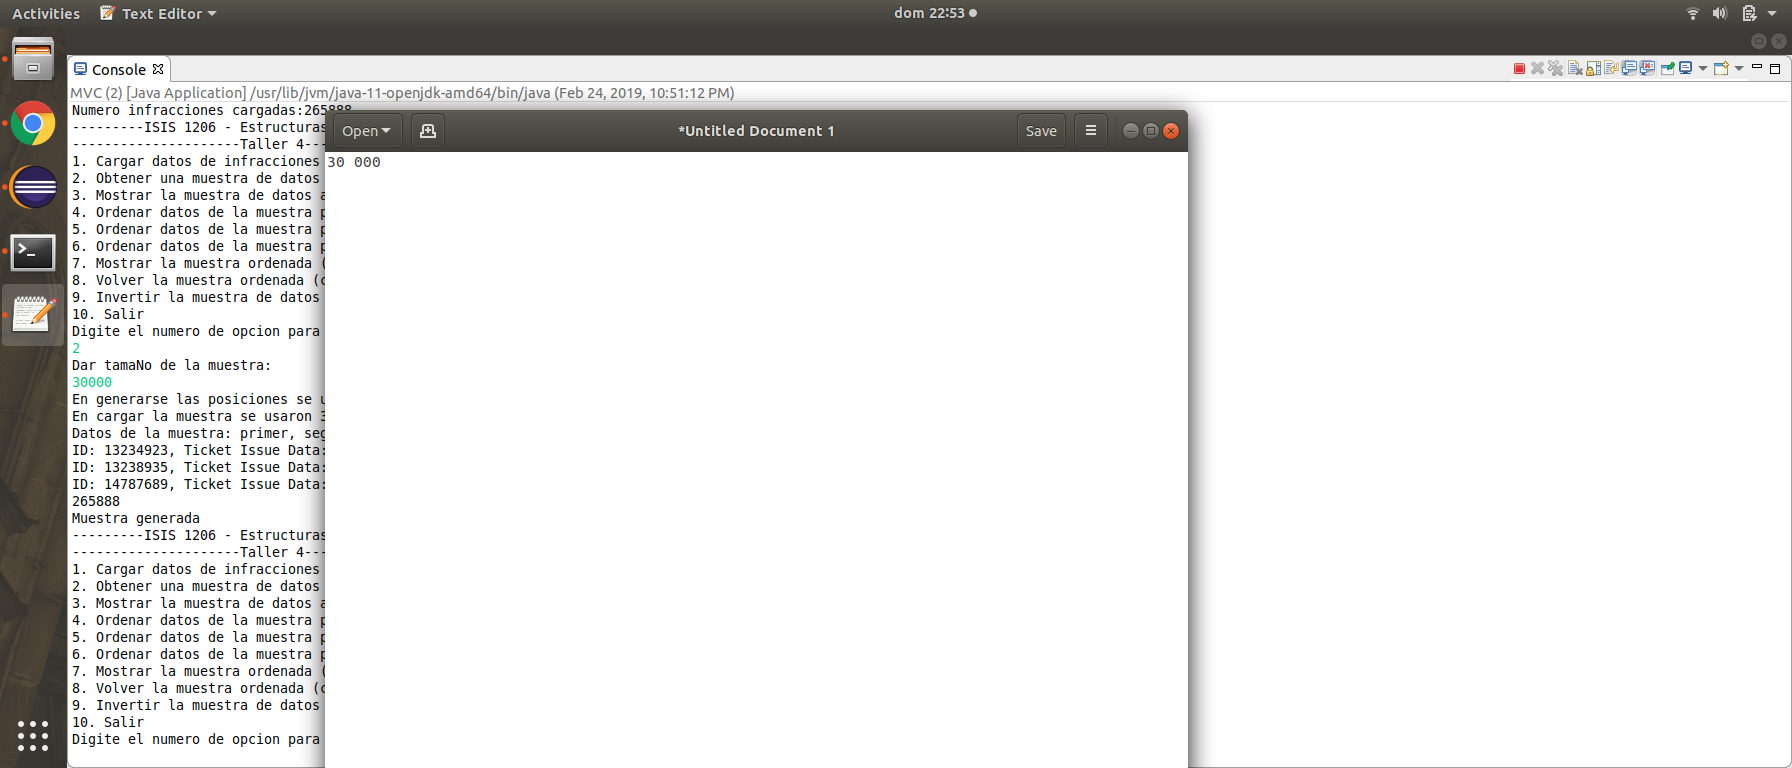 Activities Text Editor dom 22:53
Console
MVC (2) [Java Application] /usr/lib/jvm/java-11-openjdk-amd64/bin/java (Feb 24, 2019, 10:51:12 PM)
Numero infracciones cargadas:265888
---------ISIS 1206 - Estructuras
---------------------Taller 4---
1. Cargar datos de infracciones
2. Obtener una muestra de datos
3. Mostrar la muestra de datos a
4. Ordenar datos de la muestra p
5. Ordenar datos de la muestra p
6. Ordenar datos de la muestra p
7. Mostrar la muestra ordenada (
8. Volver la muestra ordenada (c
9. Invertir la muestra de datos
10. Salir
Digite el numero de opcion para
2
Dar tamaNo de la muestra:
30000
En generarse las posiciones se u
En cargar la muestra se usaron 3
Datos de la muestra: primer, seg
ID: 13234923, Ticket Issue Data:
ID: 13238935, Ticket Issue Data:
ID: 14787689, Ticket Issue Data:
265888
Muestra generada
---------ISIS 1206 - Estructuras
---------------------Taller 4---
1. Cargar datos de infracciones
2. Obtener una muestra de datos
3. Mostrar la muestra de datos a
4. Ordenar datos de la muestra p
5. Ordenar datos de la muestra p
6. Ordenar datos de la muestra p
7. Mostrar la muestra ordenada (
8. Volver la muestra ordenada (c
9. Invertir la muestra de datos
10. Salir
Digite el numero de opcion para
Open *Untitled Document 1 Save
30 000